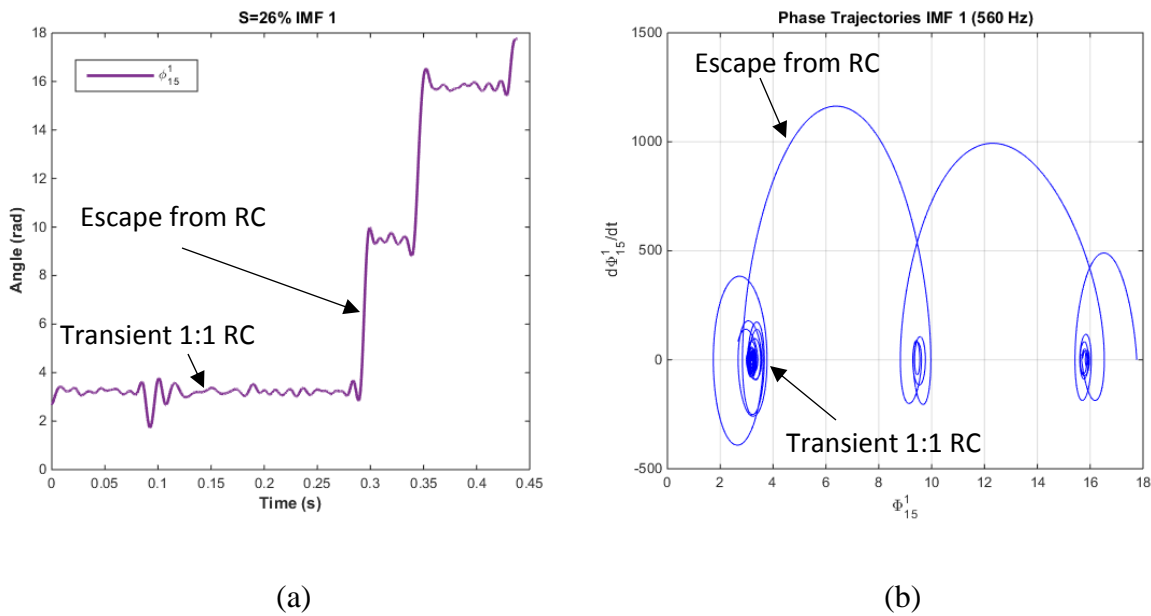 S=26% IMF 1
18
16
14
12
10
8
6
4
2
0
Angle (rad)
ϕ¹₁₅
Escape from RC
Transient 1:1 RC
0 0.05 0.1 0.15 0.2 0.25 0.3 0.35 0.4 0.45
Time (s)
(a)
Phase Trajectories IMF 1 (560 Hz)
1500
1000
500
0
-500
dΦ¹₁₅/dt
Escape from RC
Transient 1:1 RC
0 2 4 6 8 10 12 14 16 18
Φ¹₁₅
(b)